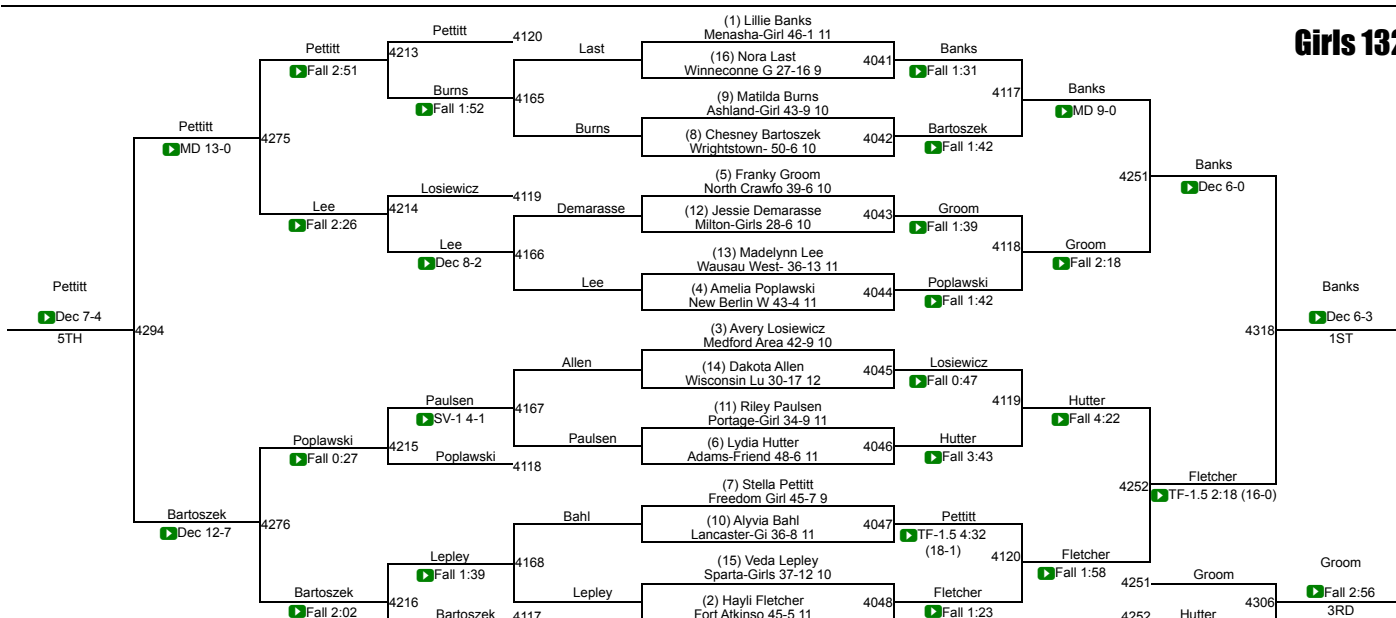 Girls 132
Pettitt
Dec 7-4
5TH
4294
Pettitt
MD 13-0
4275
Bartoszek
Dec 12-7
4276
Pettitt
Fall 2:51
4213
Lee
Fall 2:26
4214
Poplawski
Fall 0:27
4215
Bartoszek
Fall 2:02
4216
Pettitt
4120
Burns
Fall 1:52
4165
Losiewicz
4119
Lee
Dec 8-2
4166
Paulsen
SV-1 4-1
4167
Poplawski
4118
Lepley
Fall 1:39
4168
Bartoszek
4117
Last
Burns
Demarasse
Lee
Allen
Paulsen
Bahl
Lepley
(1) Lillie Banks
Menasha-Girl 46-1 11
(16) Nora Last
Winneconne G 27-16 9
4041
(9) Matilda Burns
Ashland-Girl 43-9 10
(8) Chesney Bartoszek
Wrightstown- 50-6 10
4042
(5) Franky Groom
North Crawfo 39-6 10
(12) Jessie Demarasse
Milton-Girls 28-6 10
4043
(13) Madelynn Lee
Wausau West- 36-13 11
(4) Amelia Poplawski
New Berlin W 43-4 11
4044
(3) Avery Losiewicz
Medford Area 42-9 10
(14) Dakota Allen
Wisconsin Lu 30-17 12
4045
(11) Riley Paulsen
Portage-Girl 34-9 11
(6) Lydia Hutter
Adams-Friend 48-6 11
4046
(7) Stella Pettitt
Freedom Girl 45-7 9
(10) Alyvia Bahl
Lancaster-Gi 36-8 11
4047
(15) Veda Lepley
Sparta-Girls 37-12 10
(2) Hayli Fletcher
Fort Atkinso 45-5 11
4048
Banks
Fall 1:31
Bartoszek
Fall 1:42
4117
Groom
Fall 1:39
Poplawski
Fall 1:42
4118
Losiewicz
Fall 0:47
Hutter
Fall 3:43
4119
Pettitt
TF-1.5 4:32
(18-1)
Fletcher
Fall 1:23
4120
Banks
MD 9-0
Groom
Fall 2:18
4251
Hutter
Fall 4:22
Fletcher
Fall 1:58
4252
Banks
Dec 6-0
Fletcher
TF-1.5 2:18 (16-0)
4318
Banks
Dec 6-3
1ST
4251
Groom
4252
Hutter
4306
Groom
Fall 2:56
3RD